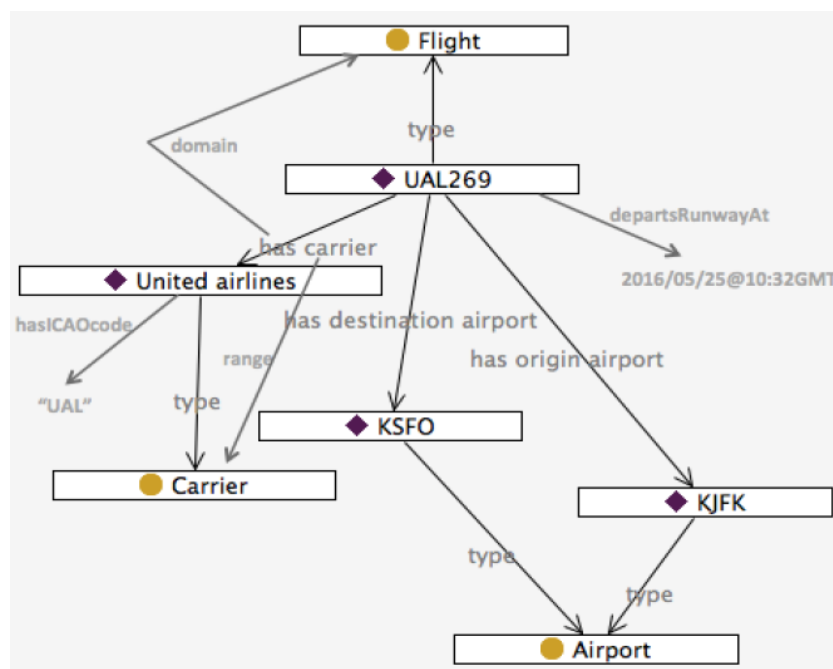 Flight
type
domain
UAL269
departsRunwayAt
has carrier
United airlines
2016/05/25@10:32GMT
hasICAOcode
has destination airport
range
has origin airport
"UAL"
type
KSFO
Carrier
KJFK
type
type
Airport